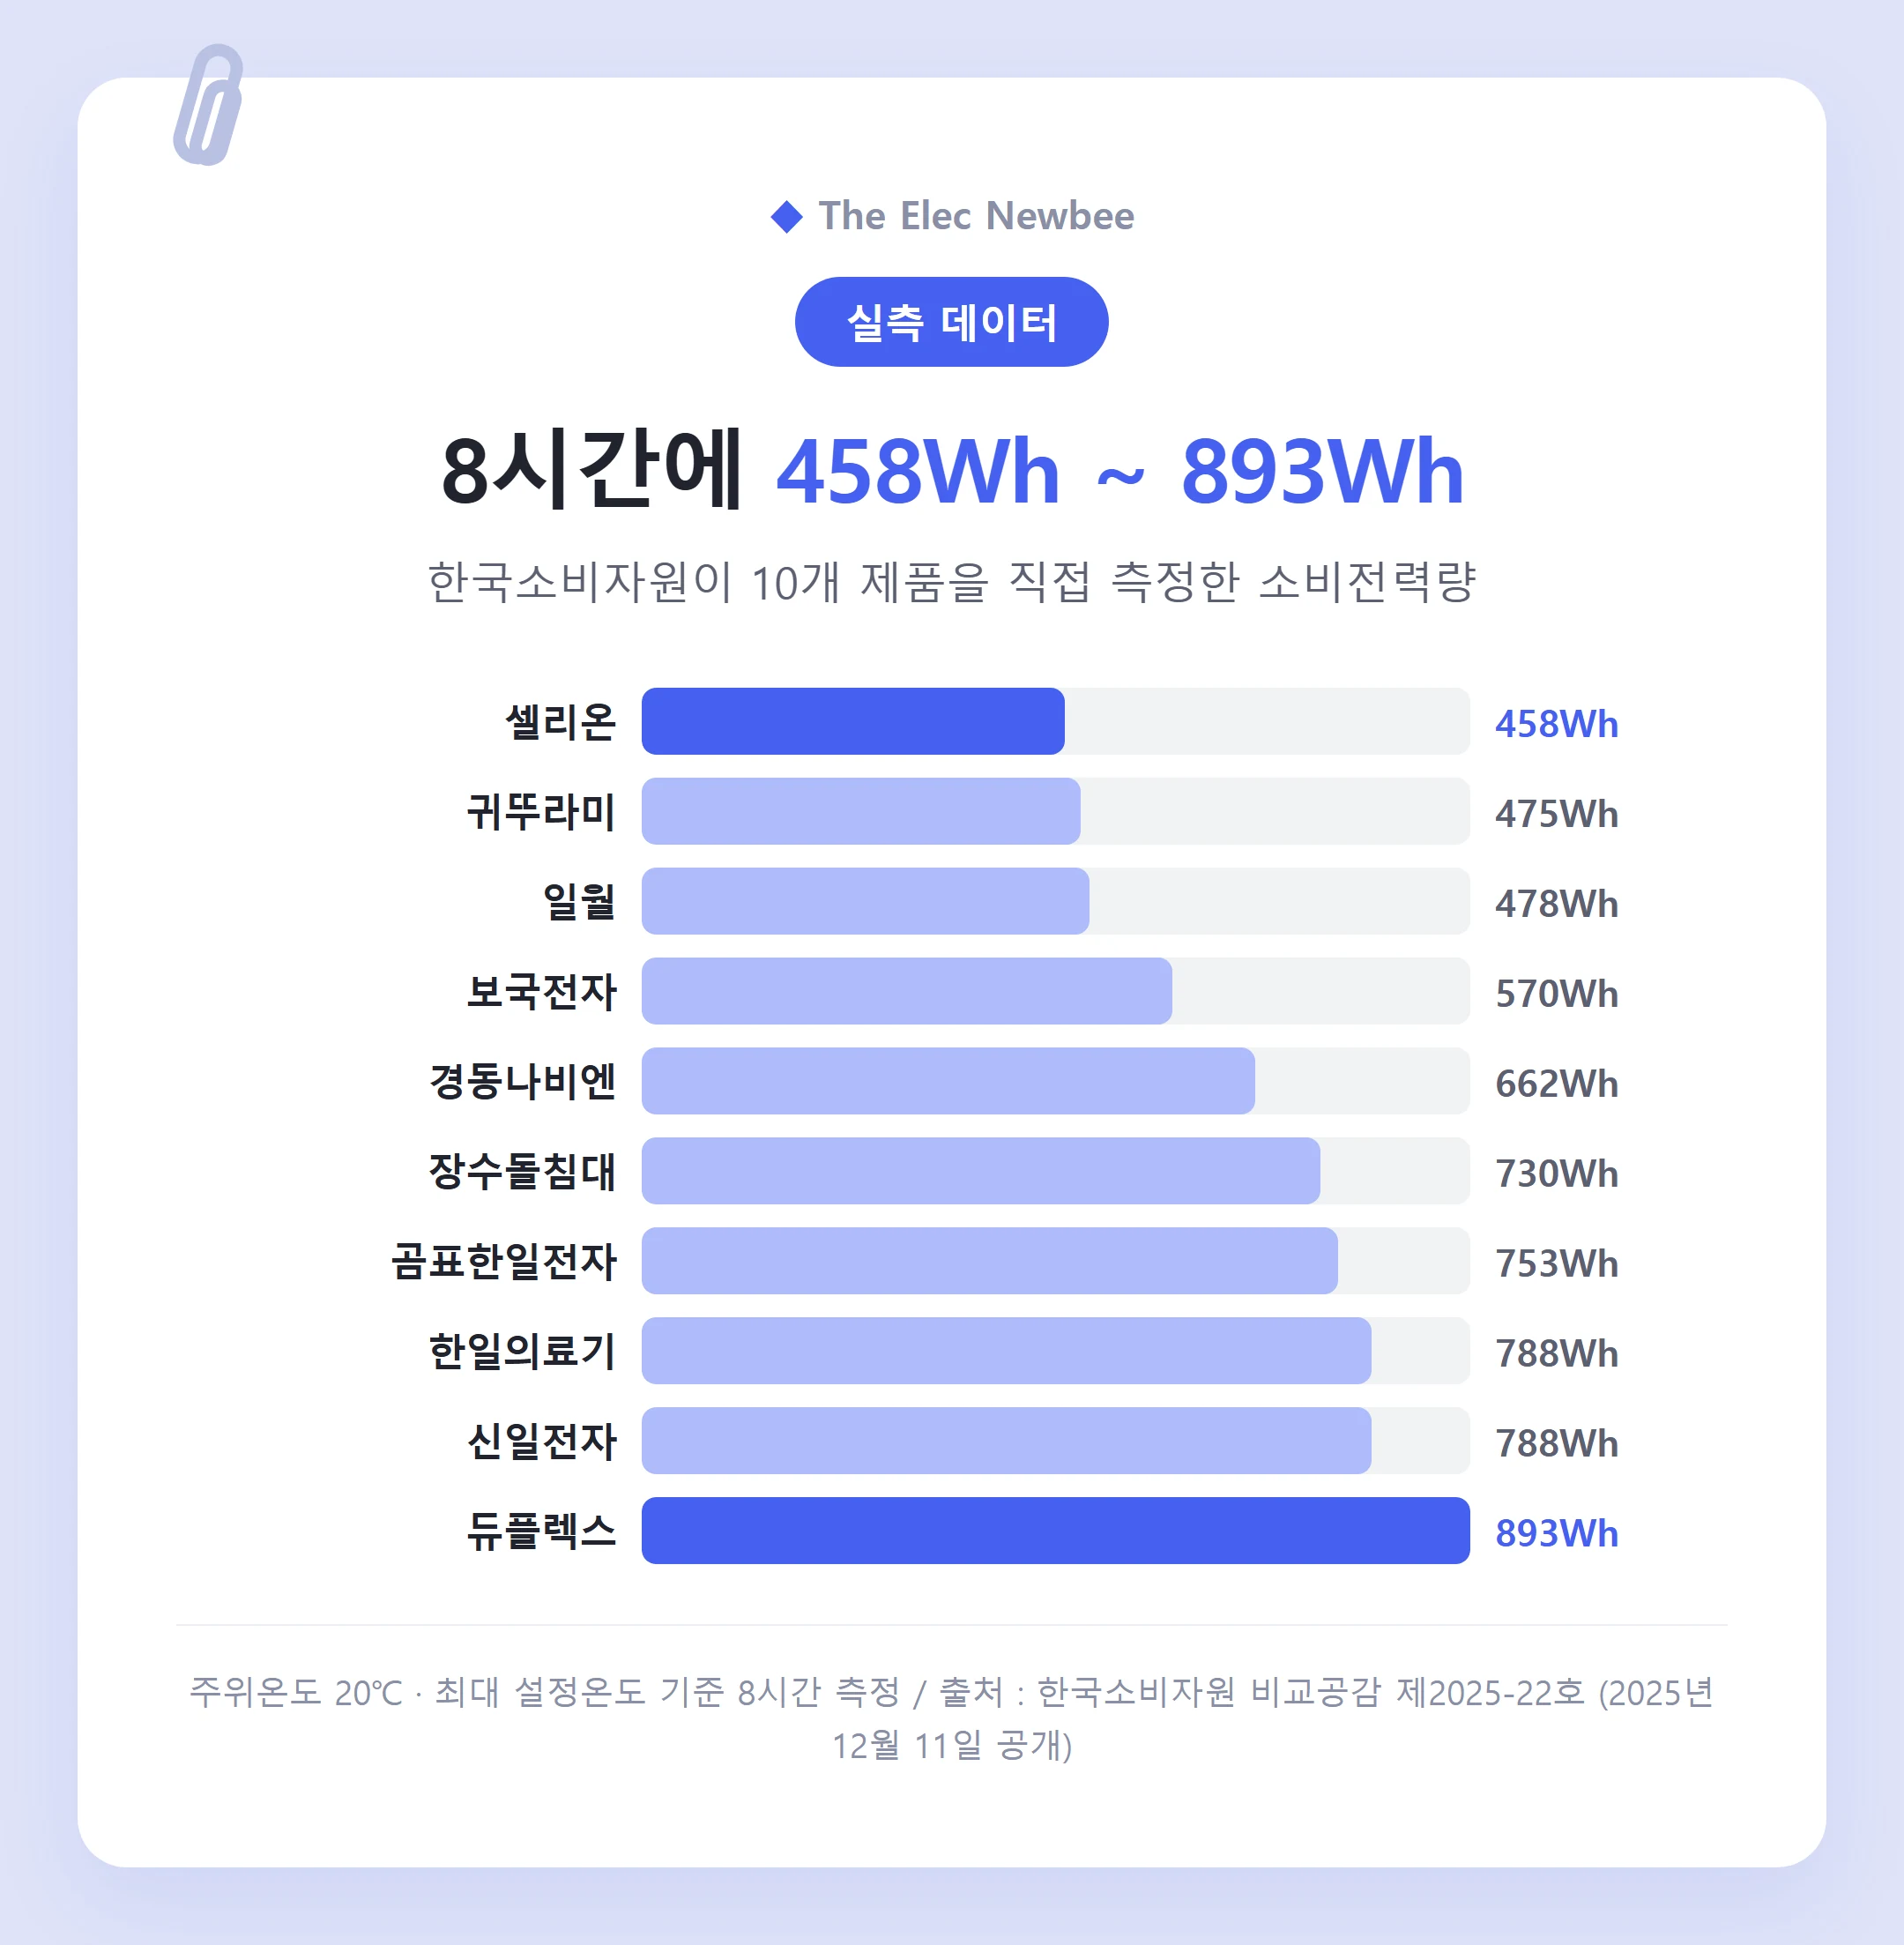 The Elec Newbee
실측 데이터
8시간에 458Wh ~ 893Wh
한국소비자원이 10개 제품을 직접 측정한 소비전력량
셀리온 458Wh
귀뚜라미 475Wh
일월 478Wh
보국전자 570Wh
경동나비엔 662Wh
장수돌침대 730Wh
곰표한일전자 753Wh
한일의료기 788Wh
신일전자 788Wh
듀플렉스 893Wh
주위온도 20℃ · 최대 설정온도 기준 8시간 측정 / 출처 : 한국소비자원 비교공감 제2025-22호 (2025년
12월 11일 공개)